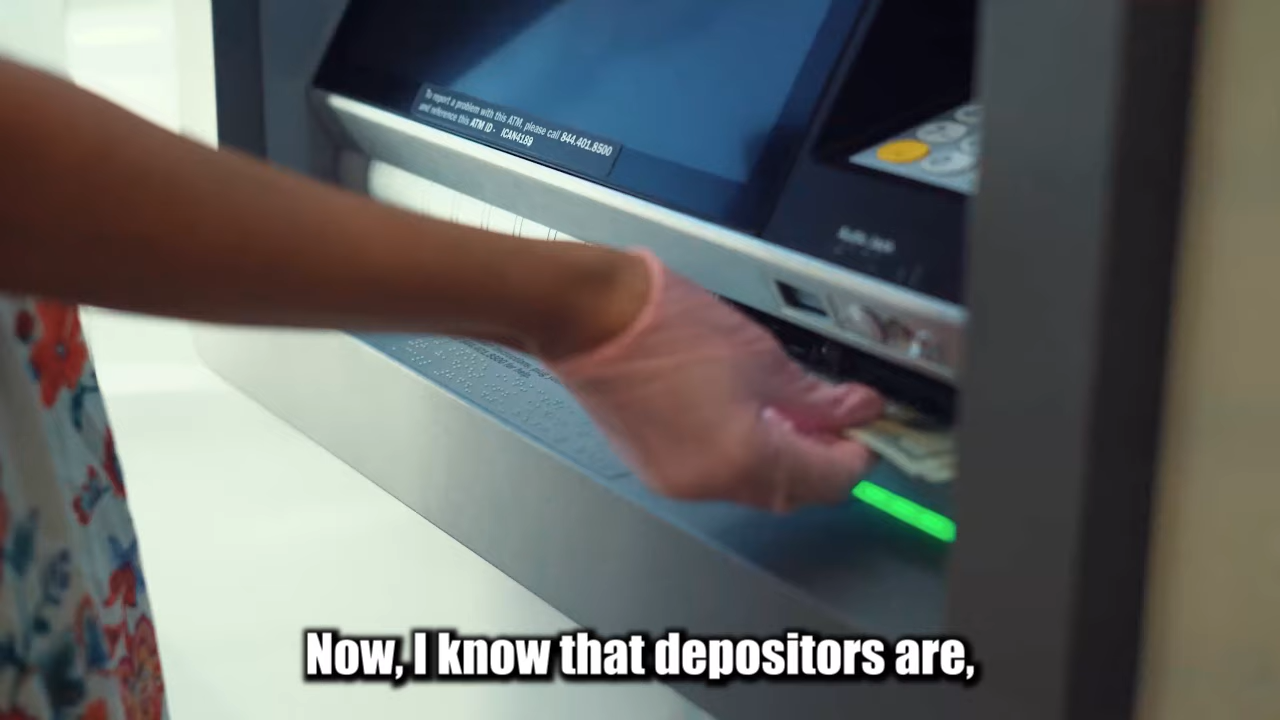 To report a problem with this ATM, please call 844.401.8500
and reference this ATM ID - ICAN4189
Now, I know that depositors are,